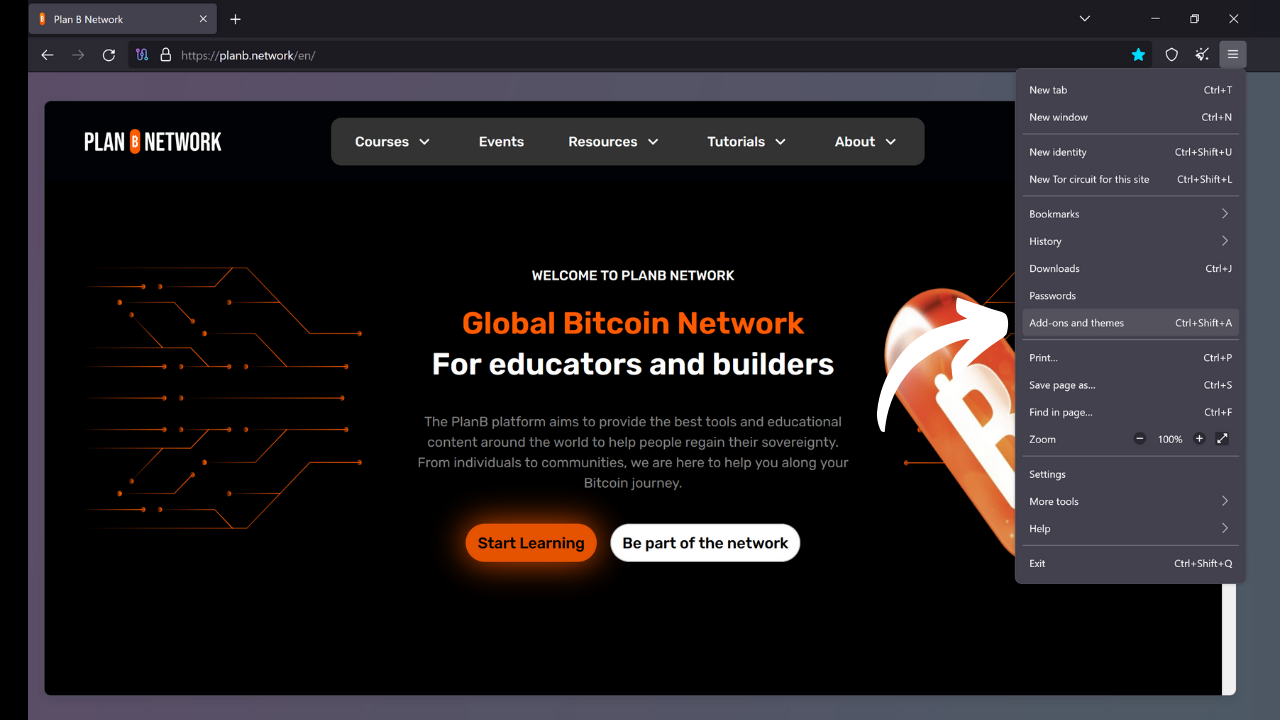 Plan B Network
https://planb.network/en/
PLAN B NETWORK
Courses
Events
Resources
Tutorials
About
WELCOME TO PLANB NETWORK
Global Bitcoin Network
For educators and builders
The PlanB platform aims to provide the best tools and educational
content around the world to help people regain their sovereignty.
From individuals to communities, we are here to help you along your
Bitcoin journey.
Start Learning
Be part of the network
New tab Ctrl+T
New window Ctrl+N
New identity Ctrl+Shift+U
New Tor circuit for this site Ctrl+Shift+L
Bookmarks
History
Downloads Ctrl+J
Passwords
Add-ons and themes Ctrl+Shift+A
Print... Ctrl+P
Save page as...  Ctrl+S
Find in page... Ctrl+F
Zoom 100%
Settings
More tools
Help
Exit Ctrl+Shift+Q